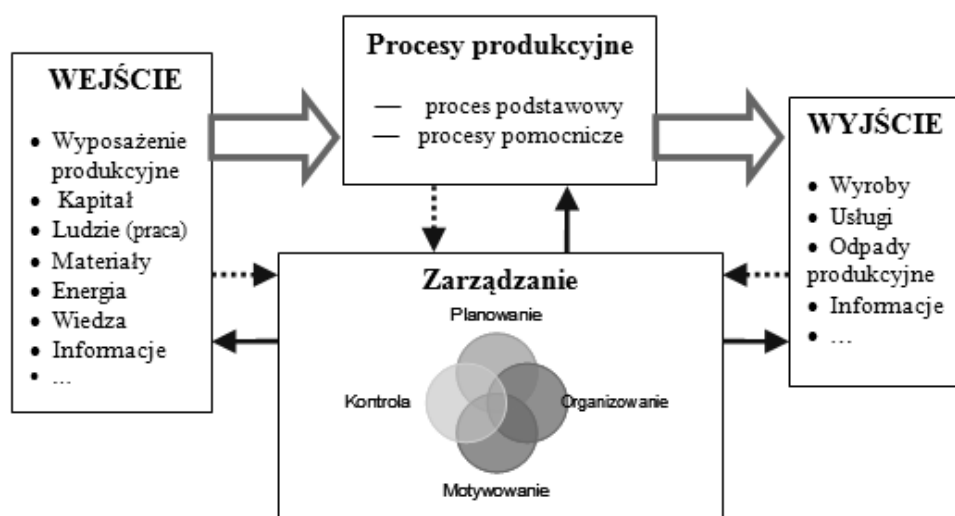 WEJŚCIE
● Wyposażenie
produkcyjne
● Kapitał
● Ludzie (praca)
● Materiały
● Energia
● Wiedza
● Informacje
● ...
Procesy produkcyjne
— proces podstawowy
— procesy pomocnicze
WYJŚCIE
● Wyroby
● Usługi
● Odpady
produkcyjne
● Informacje
● ...
Zarządzanie
Planowanie
Kontrola
Organizowanie
Motywowanie